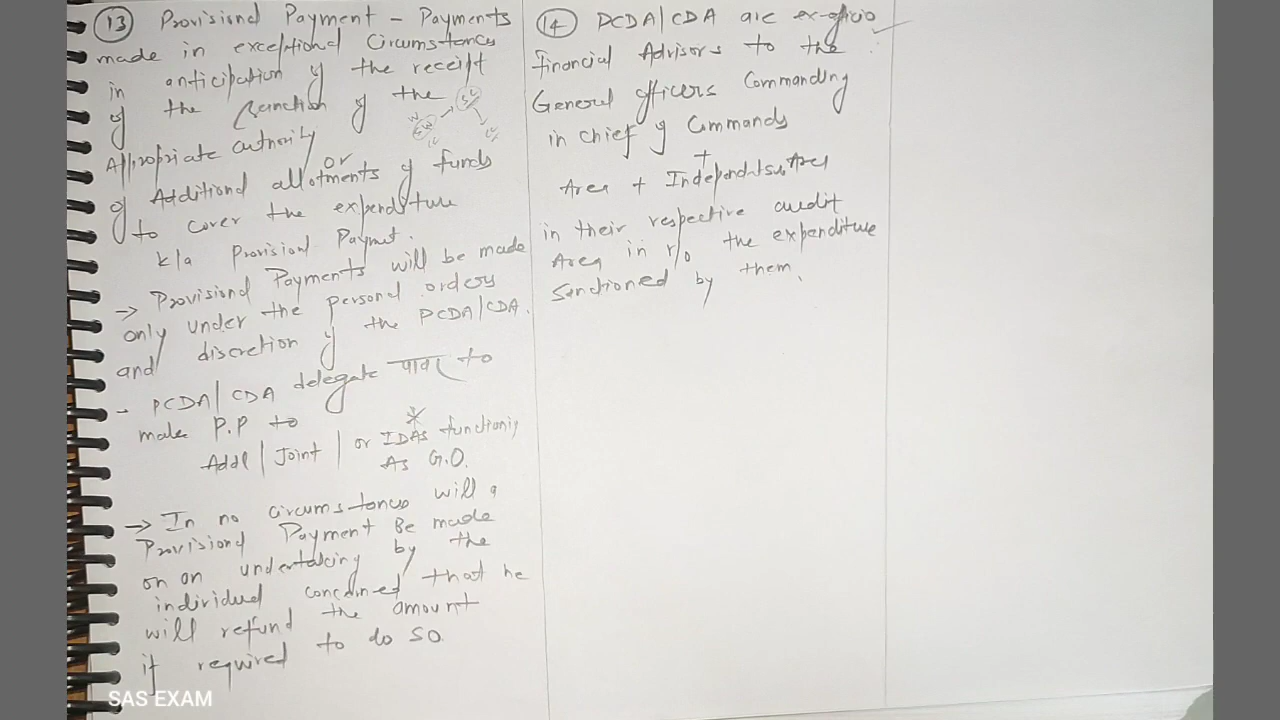 13 Provisional Payment - Payments
made in exceptional Circumstances
in anticipation of the receipt
of the Sanction of the
Appropriate authority
or
of Additional allotments of funds
to cover the expenditure
k/a Provisional Paymet.
→ Provisional Payments will be made
only under the personal orders
and discretion of the PCDA/CDA.
- PCDA/CDA delegate पावर to
make P.P to
Addl / Joint / or IDAS functioning
As G.O.
→ In no circumstances will a
Provisional Payment Be made
on an undertaking by the
individual concerned that he
will refund the amount
if required to do so
14 PCDA/CDA are ex-officio
financial Advisors to the
General officers Commanding
in chief of Commands
+
Area + Independent Sub Area
in their respective audit
Area in r/o the expenditure
Sanctioned by them.
SAS EXAM